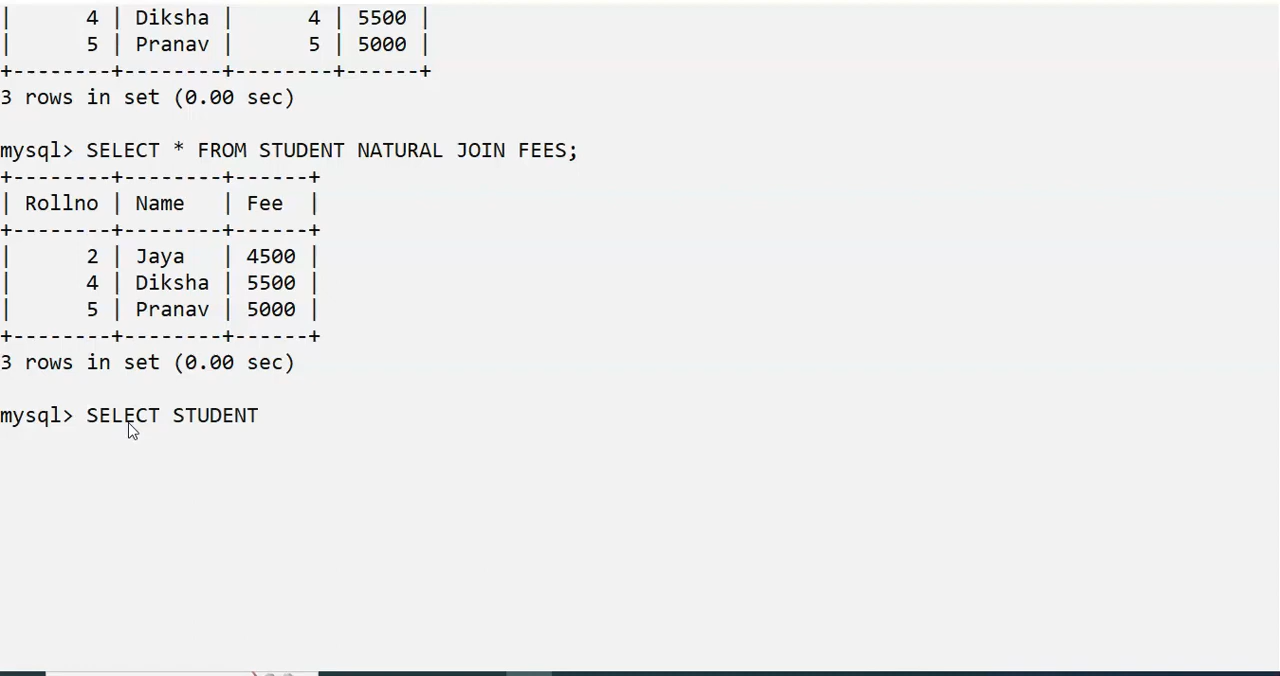 |      4 | Diksha |      4 | 5500 |
|      5 | Pranav |      5 | 5000 |
+--------+--------+--------+------+
3 rows in set (0.00 sec)
mysql> SELECT * FROM STUDENT NATURAL JOIN FEES;
+--------+--------+------+
| Rollno | Name   | Fee  |
+--------+--------+------+
|      2 | Jaya   | 4500 |
|      4 | Diksha | 5500 |
|      5 | Pranav | 5000 |
+--------+--------+------+
3 rows in set (0.00 sec)
mysql> SELECT STUDENT